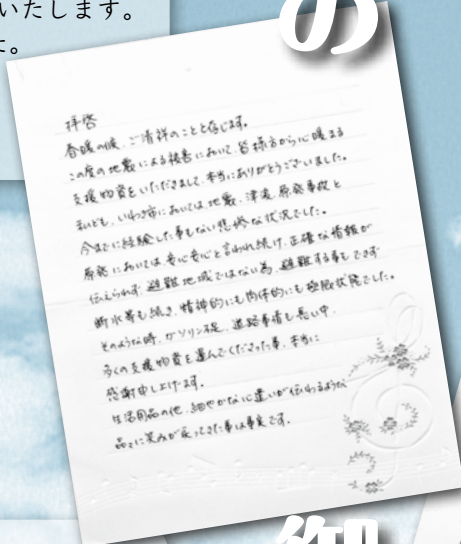 いたします。
た。
の
拝啓
春暖の候、ご清祥のことと存じます。
この度の地震による被害において、皆様方から心暖まる
支援物資をいただきまして、本当にありがとうございました。
私ども、いわき市においては、地震、津波、原発事故と
今までに経験した事もない悲惨な状況でした。
原発においては、安心安心と言われ続け、正確な情報が
伝えられず、避難地域ではない為、避難する事もできず
断水等も続き、精神的にも肉体的にも極限状態でした。
そのような時、ガソリン不足、道路事情も悪い中、
多くの支援物資を運んでくださった事、本当に
感謝申し上げます。
生活用品の他、細やかな心遣いが伝わるような
品々に笑みが戻ってきた事は事実です。
御